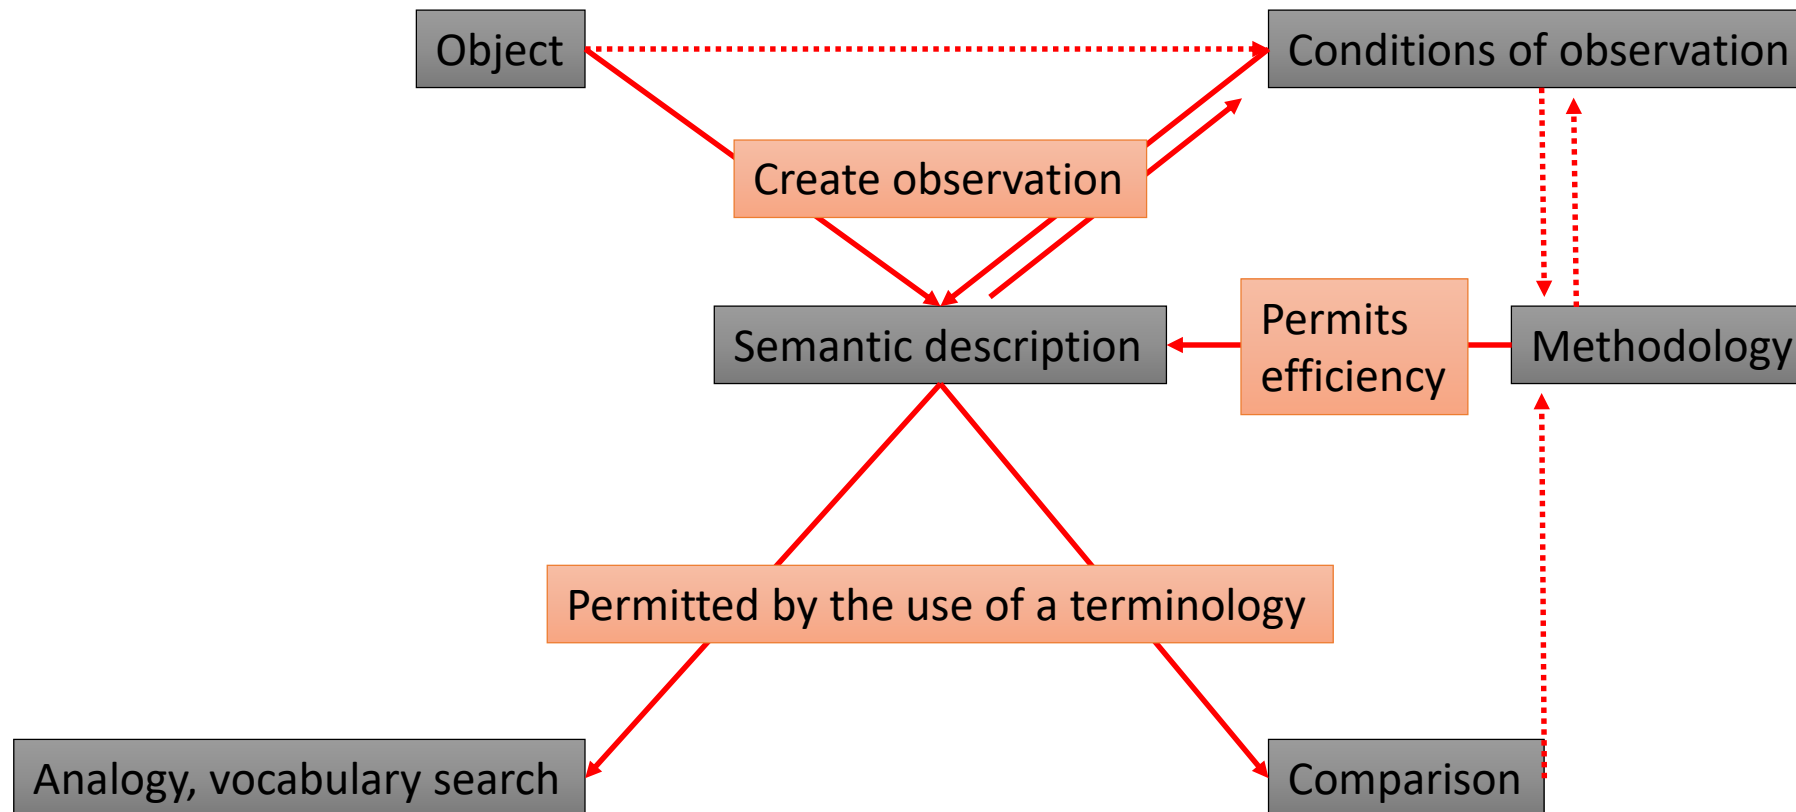 Object
Conditions of observation
Create observation
Semantic description
Permits
efficiency
Methodology
Permitted by the use of a terminology
Analogy, vocabulary search
Comparison